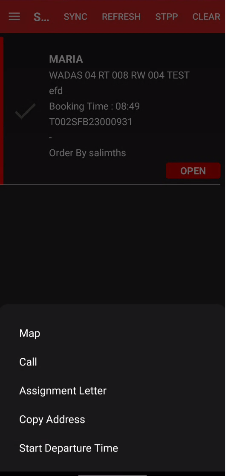 S... SYNC REFRESH STPP CLEAR
MARIA
WADAS 04 RT 008 RW 004 TEST
efd
Booking Time : 08:49
T002SFB23000931
-
Order By salimths
OPEN
Map
Call
Assignment Letter
Copy Address
Start Departure Time